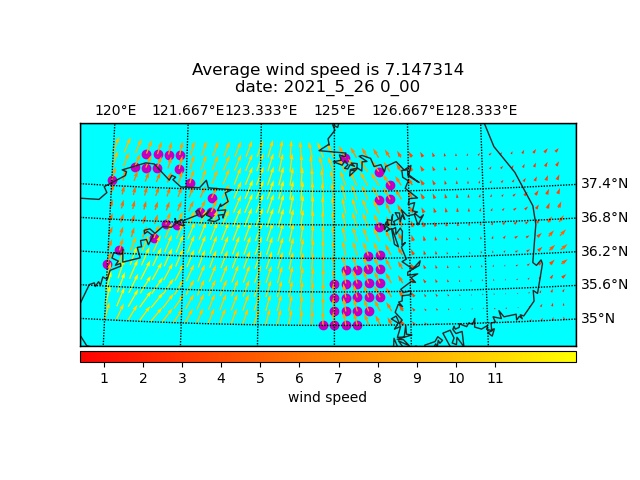 Average wind speed is 7.147314
date: 2021_5_26 0_00
120°E 121.667°E 123.333°E 125°E 126.667°E 128.333°E
37.4°N
36.8°N
36.2°N
35.6°N
35°N
1 2 3 4 5 6 7 8 9 10 11
wind speed